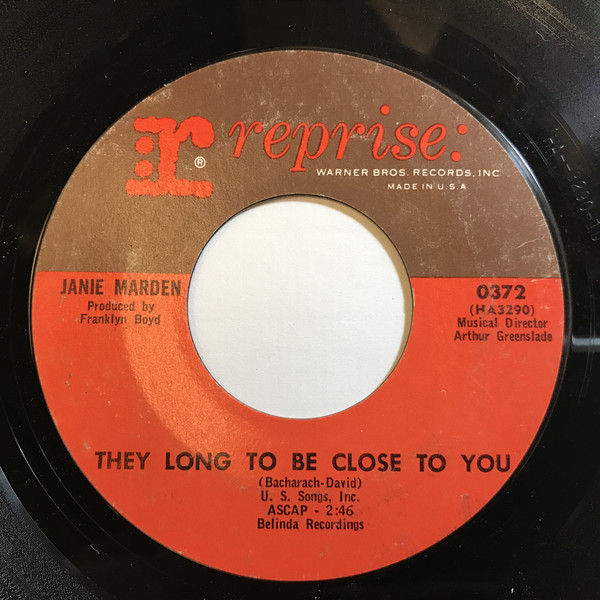 r® reprise:
WARNER BROS. RECORDS, INC
MADE IN U.S.A
JANIE MARDEN
Produced by
Franklyn Boyd
0372
(HA3290)
Musical Director
Arthur Greenslade
THEY LONG TO BE CLOSE TO YOU
(Bacharach-David)
U. S. Songs, Inc.
ASCAP - 2:46
Belinda Recordings